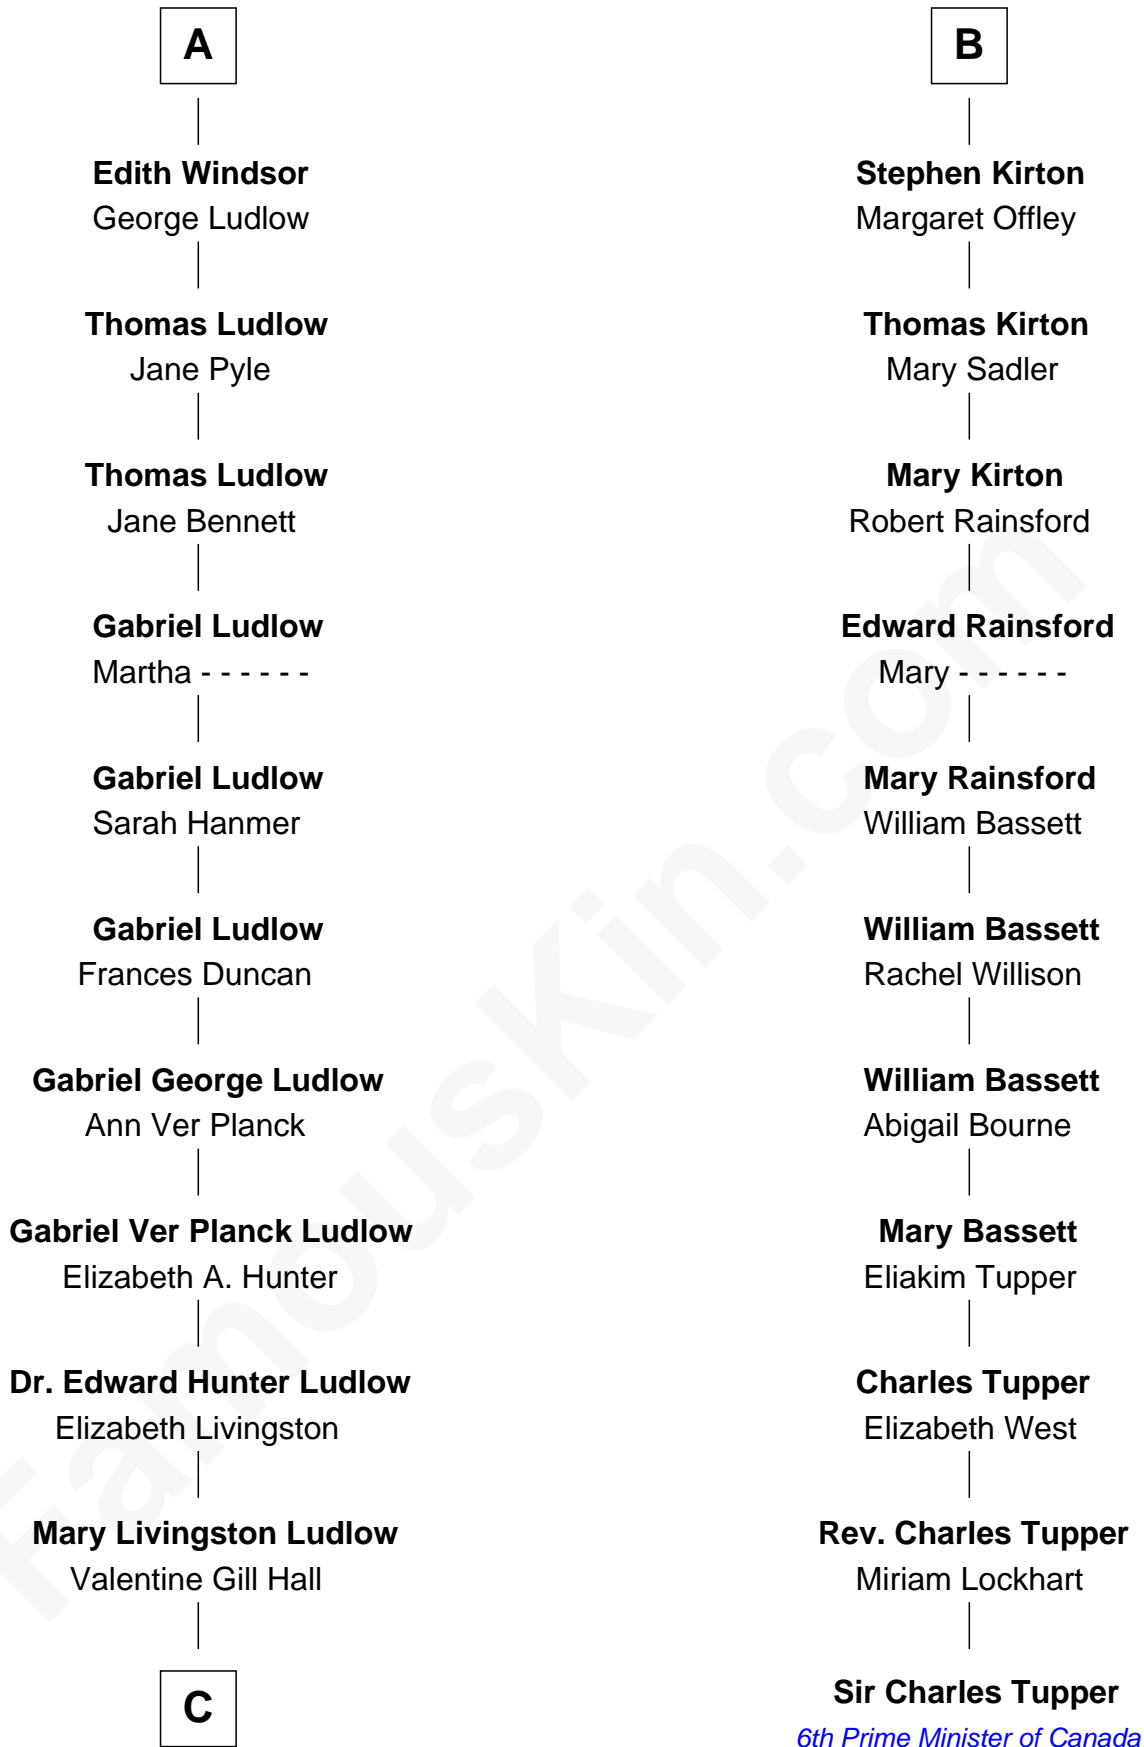 A
Edith Windsor
George Ludlow
Thomas Ludlow
Jane Pyle
Thomas Ludlow
Jane Bennett
Gabriel Ludlow
Martha - - - - - -
Gabriel Ludlow
Sarah Hanmer
Gabriel Ludlow
Frances Duncan
Gabriel George Ludlow
Ann Ver Planck
Gabriel Ver Planck Ludlow
Elizabeth A. Hunter
Dr. Edward Hunter Ludlow
Elizabeth Livingston
Mary Livingston Ludlow
Valentine Gill Hall
C
B
Stephen Kirton
Margaret Offley
Thomas Kirton
Mary Sadler
Mary Kirton
Robert Rainsford
Edward Rainsford
Mary - - - - - -
Mary Rainsford
William Bassett
William Bassett
Rachel Willison
William Bassett
Abigail Bourne
Mary Bassett
Eliakim Tupper
Charles Tupper
Elizabeth West
Rev. Charles Tupper
Miriam Lockhart
Sir Charles Tupper
6th Prime Minister of Canada
FamousKin.com